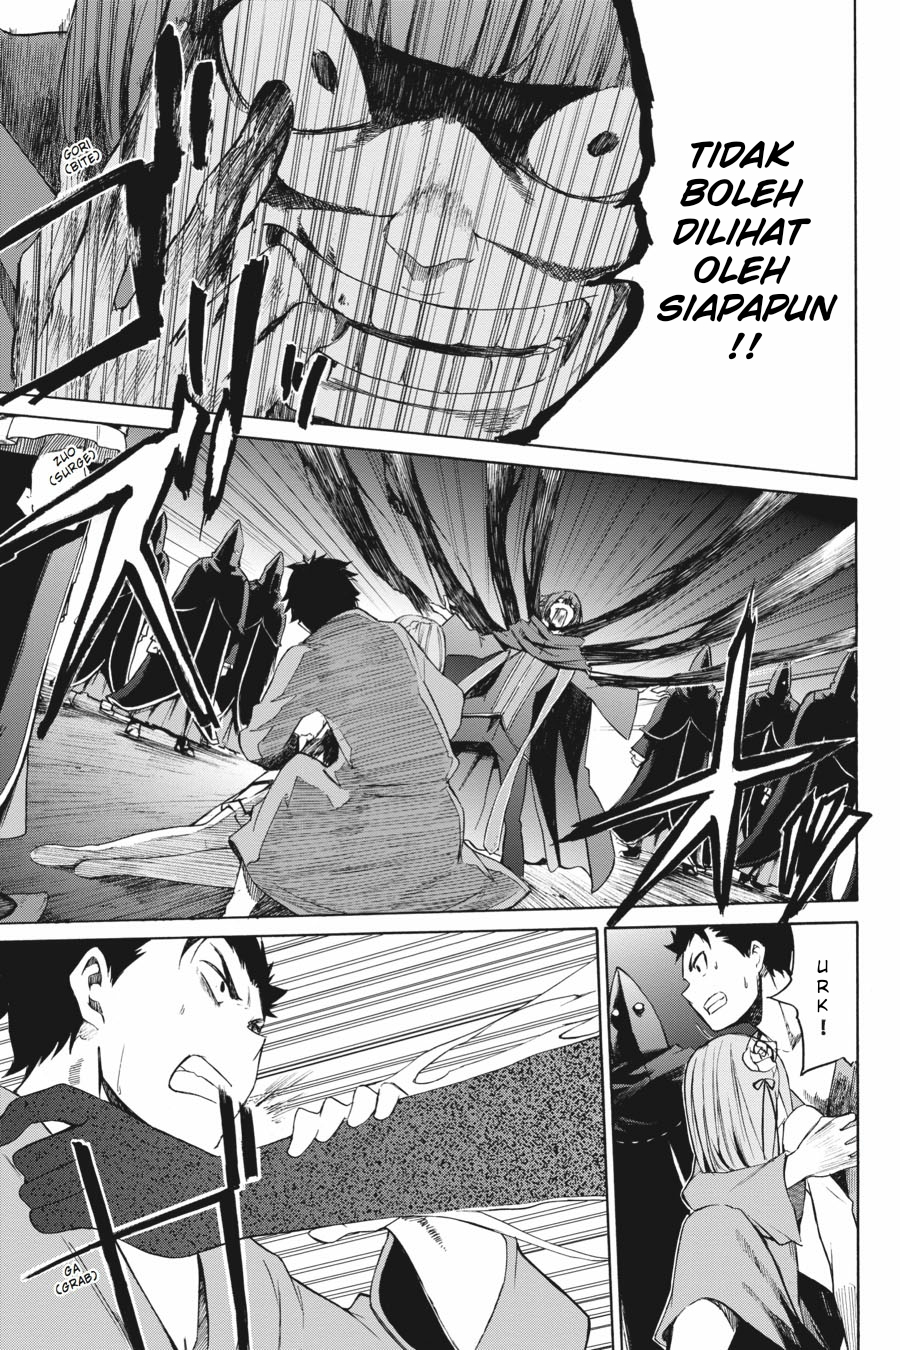 TIDAK
BOLEH
DILIHAT
OLEH
SIAPAPUN
!!
GORI
(BITE)
ZUO
(SURGE)
URK!
GA
(GRAB)